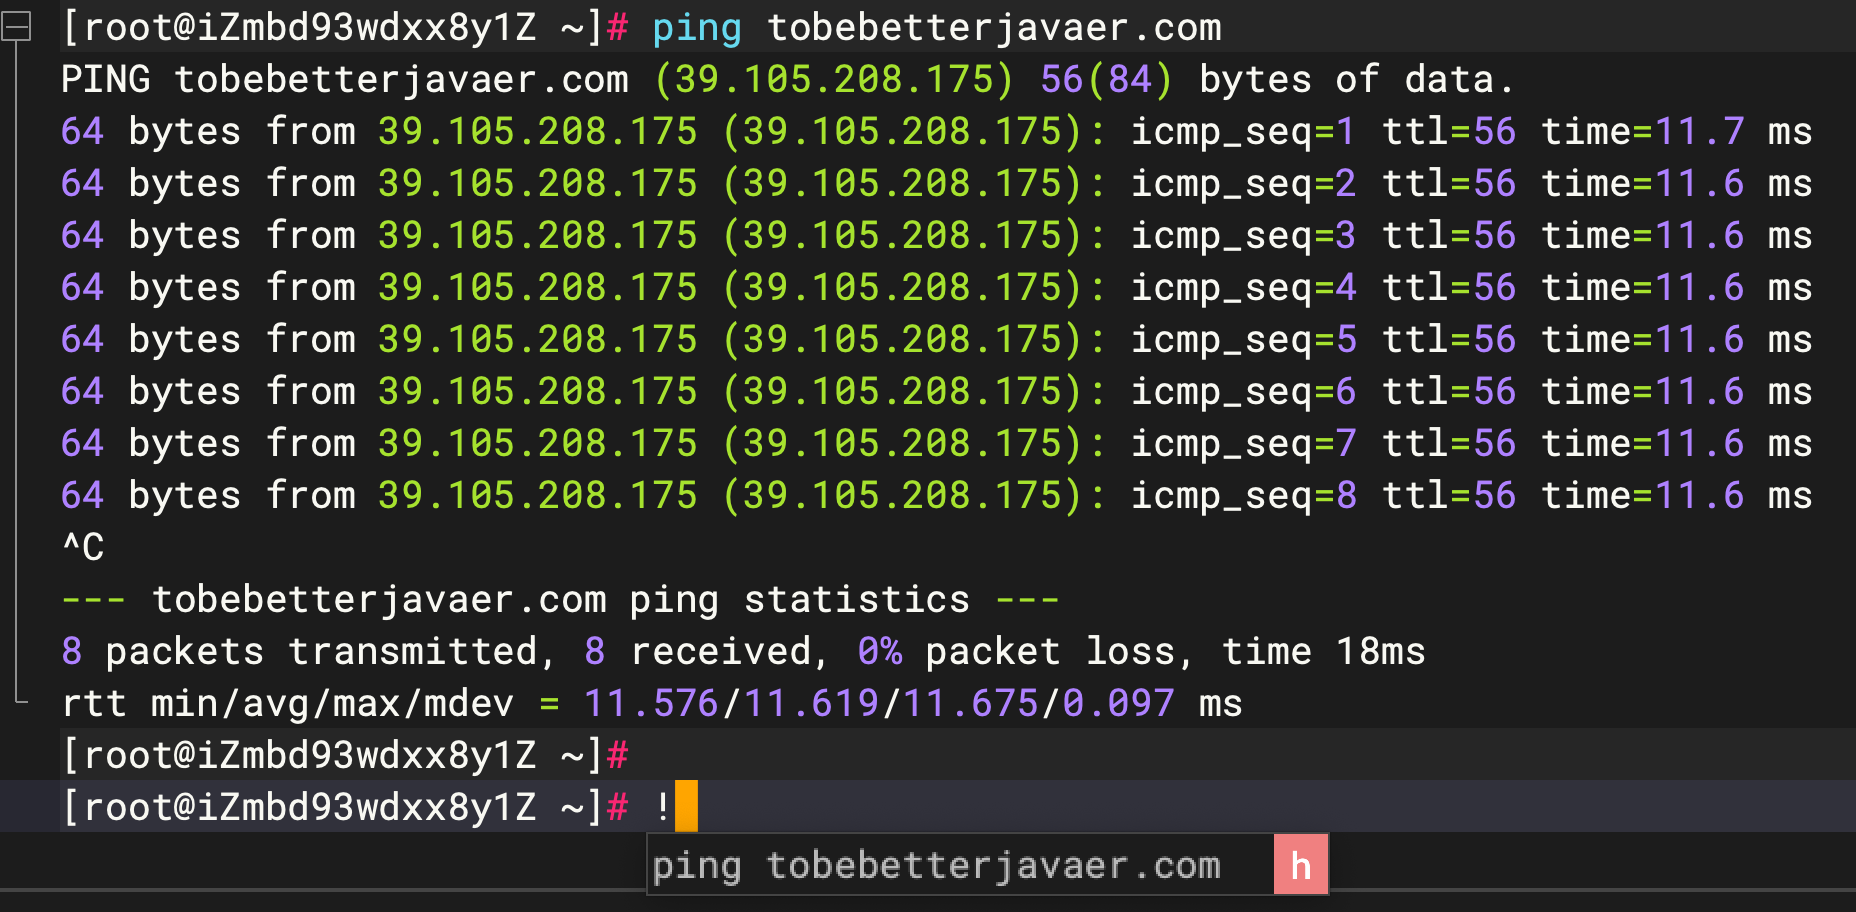 [root@iZmbd93wdxx8y1Z ~]# ping tobebetterjavaer.com
PING tobebetterjavaer.com (39.105.208.175) 56(84) bytes of data.
64 bytes from 39.105.208.175 (39.105.208.175): icmp_seq=1 ttl=56 time=11.7 ms
64 bytes from 39.105.208.175 (39.105.208.175): icmp_seq=2 ttl=56 time=11.6 ms
64 bytes from 39.105.208.175 (39.105.208.175): icmp_seq=3 ttl=56 time=11.6 ms
64 bytes from 39.105.208.175 (39.105.208.175): icmp_seq=4 ttl=56 time=11.6 ms
64 bytes from 39.105.208.175 (39.105.208.175): icmp_seq=5 ttl=56 time=11.6 ms
64 bytes from 39.105.208.175 (39.105.208.175): icmp_seq=6 ttl=56 time=11.6 ms
64 bytes from 39.105.208.175 (39.105.208.175): icmp_seq=7 ttl=56 time=11.6 ms
64 bytes from 39.105.208.175 (39.105.208.175): icmp_seq=8 ttl=56 time=11.6 ms
^C
--- tobebetterjavaer.com ping statistics ---
8 packets transmitted, 8 received, 0% packet loss, time 18ms
rtt min/avg/max/mdev = 11.576/11.619/11.675/0.097 ms
[root@iZmbd93wdxx8y1Z ~]#
[root@iZmbd93wdxx8y1Z ~]# !
ping tobebetterjavaer.com h